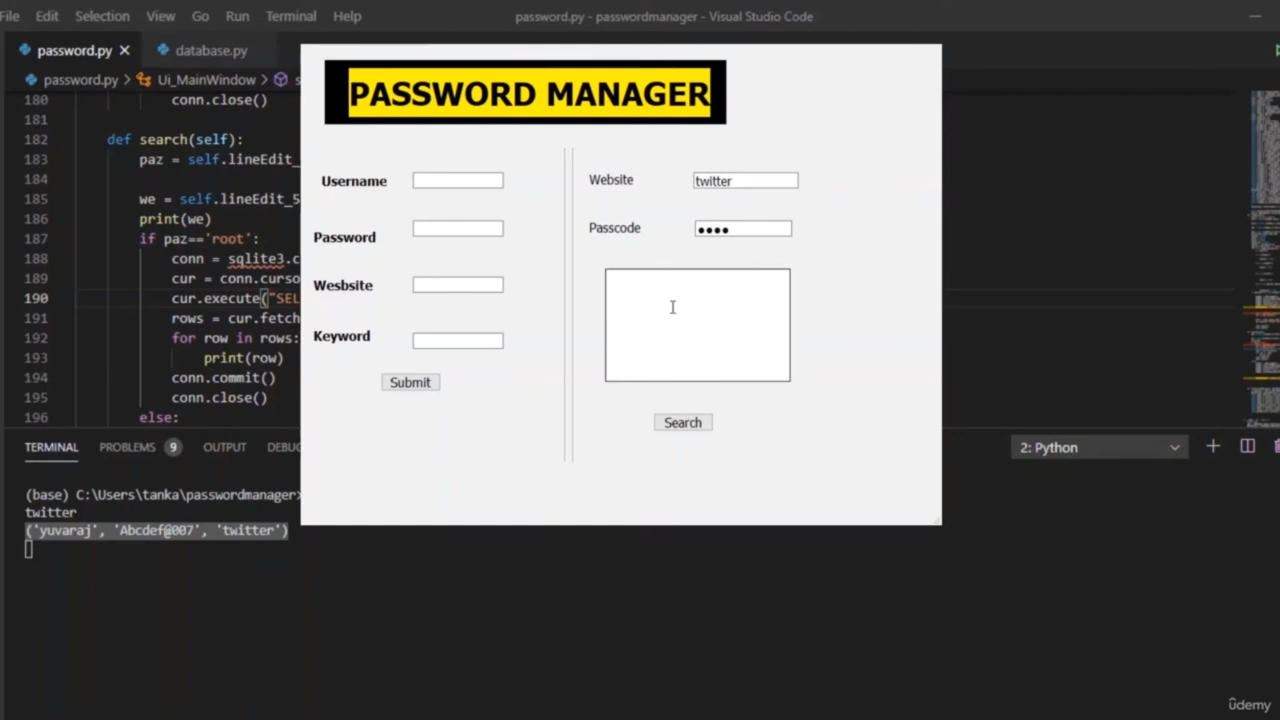 File Edit Selection View Go Run Terminal Help password.py - passwordmanager - Visual Studio Code
password.py database.py
password.py > Ui_MainWindow >
PASSWORD MANAGER
180 conn.close()
181
182 def search(self):
183 paz = self.lineEdit_
184
185 we = self.lineEdit_5
186 print(we)
187 if paz=='root':
188 conn = sqlite3.c
189 cur = conn.curso
190 cur.execute("SEL
191 rows = cur.fetch
192 for row in rows:
193 print(row)
194 conn.commit()
195 conn.close()
196 else:
Username
Password
Wesbsite
Keyword
Submit
Website twitter
Passcode ●●●●
Search
TERMINAL PROBLEMS 9 OUTPUT DEBUG 2: Python
(base) C:\Users\tanka\passwordmanager>
twitter
('yuvaraj', 'Abcdef@007', 'twitter')
ûdemy